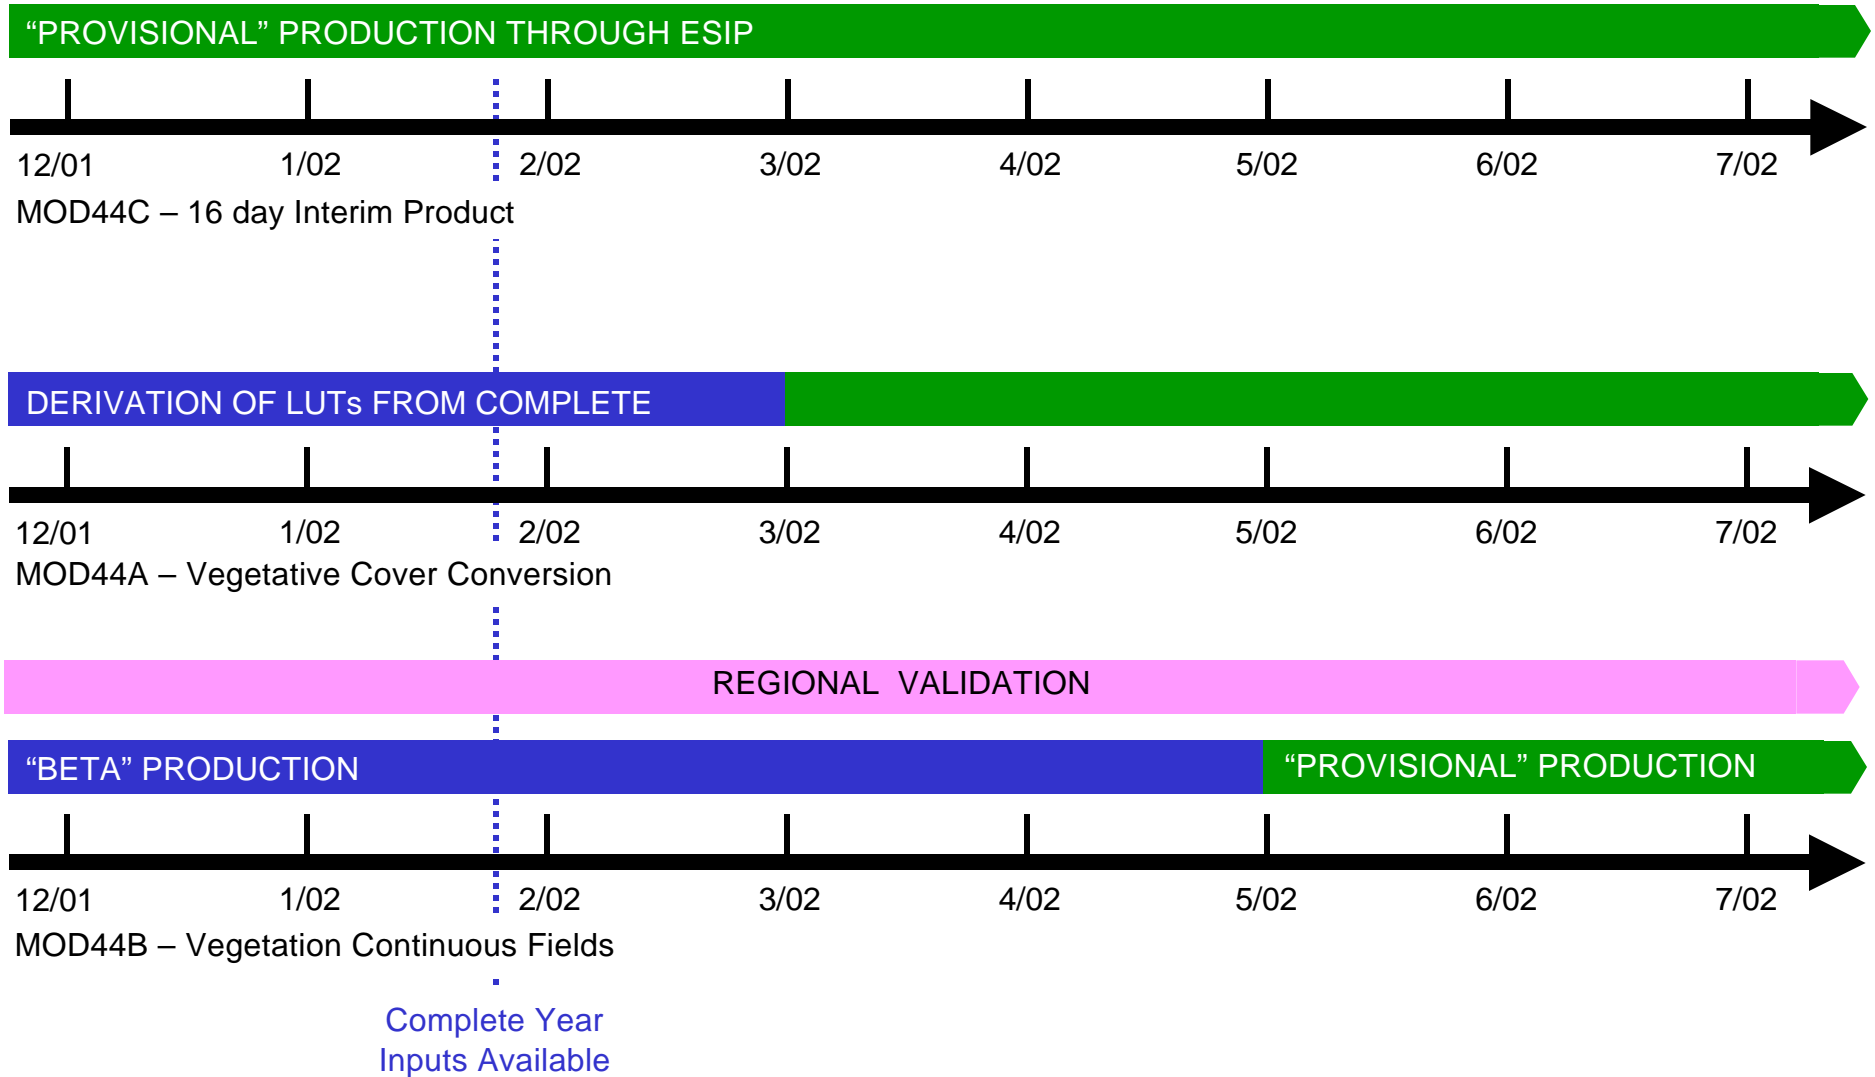 “PROVISIONAL” PRODUCTION THROUGH ESIP
12/01 1/02 2/02 3/02 4/02 5/02 6/02 7/02
MOD44C – 16 day Interim Product
DERIVATION OF LUTs FROM COMPLETE
12/01 1/02 2/02 3/02 4/02 5/02 6/02 7/02
MOD44A – Vegetative Cover Conversion
REGIONAL VALIDATION
“BETA” PRODUCTION “PROVISIONAL” PRODUCTION
12/01 1/02 2/02 3/02 4/02 5/02 6/02 7/02
MOD44B – Vegetation Continuous Fields
Complete Year
Inputs Available